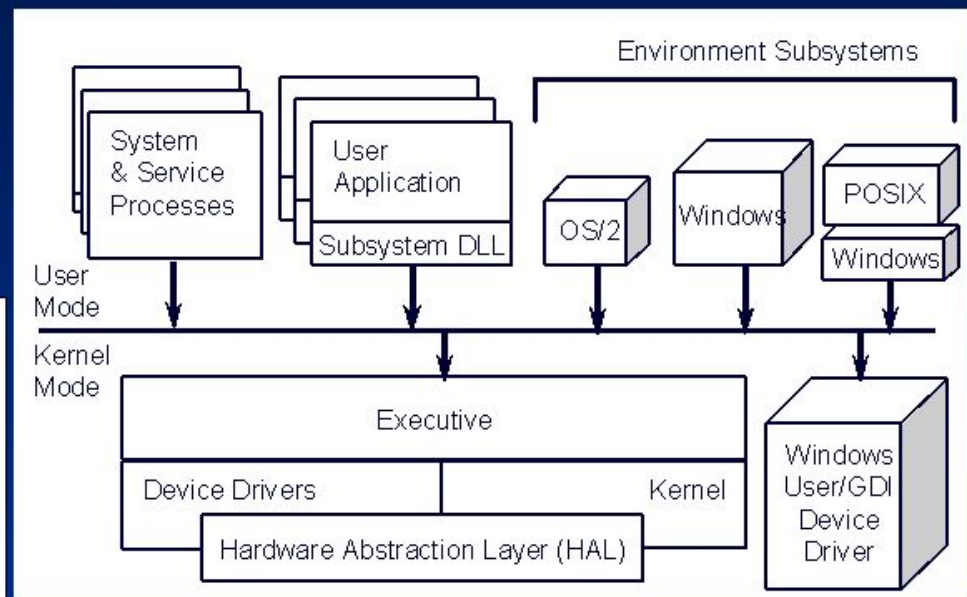 Environment Subsystems
System
& Service
Processes
User
Application
Subsystem DLL
OS/2
Windows
POSIX
Windows
User
Mode
Kernel
Mode
Executive
Device Drivers
Kernel
Hardware Abstraction Layer (HAL)
Windows
User/GDI
Device
Driver